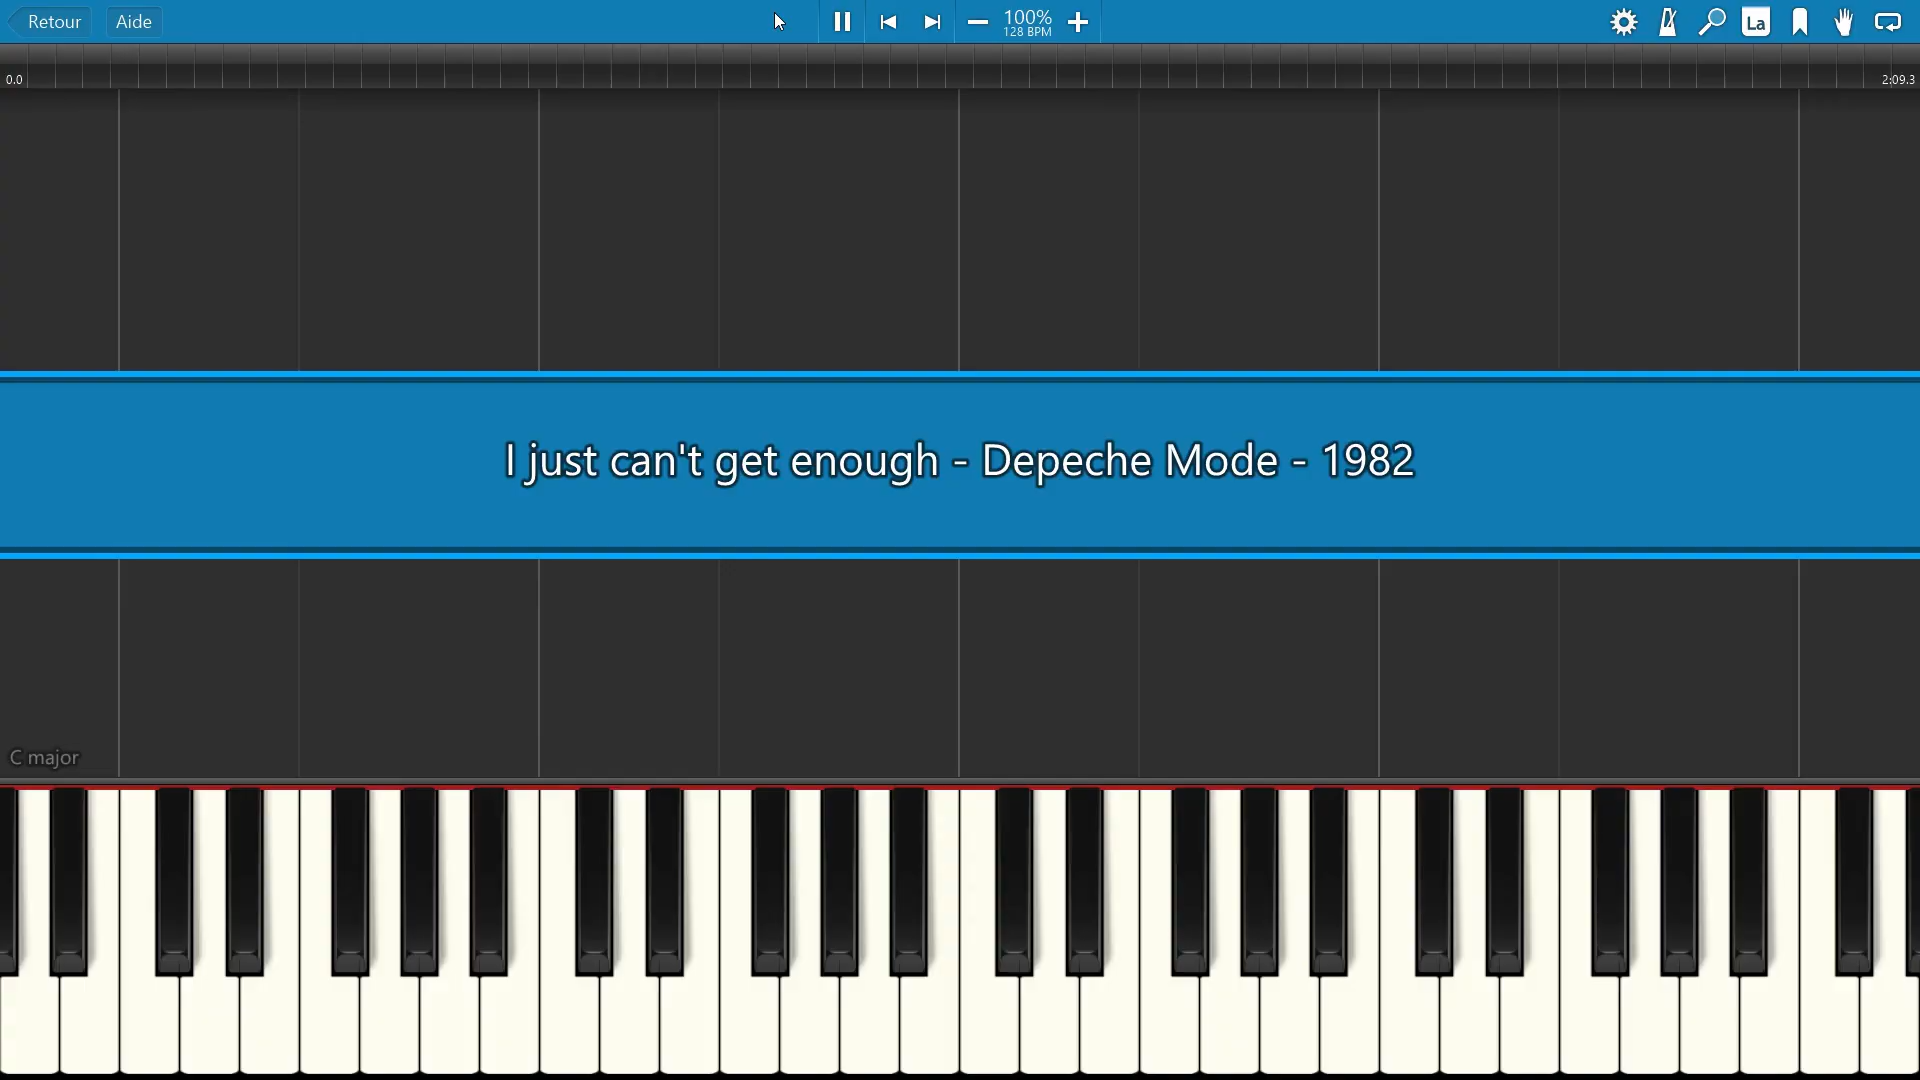 Retour
Aide
100%
128 BPM
La
0.0
2:09.3
I just can't get enough - Depeche Mode - 1982
C major